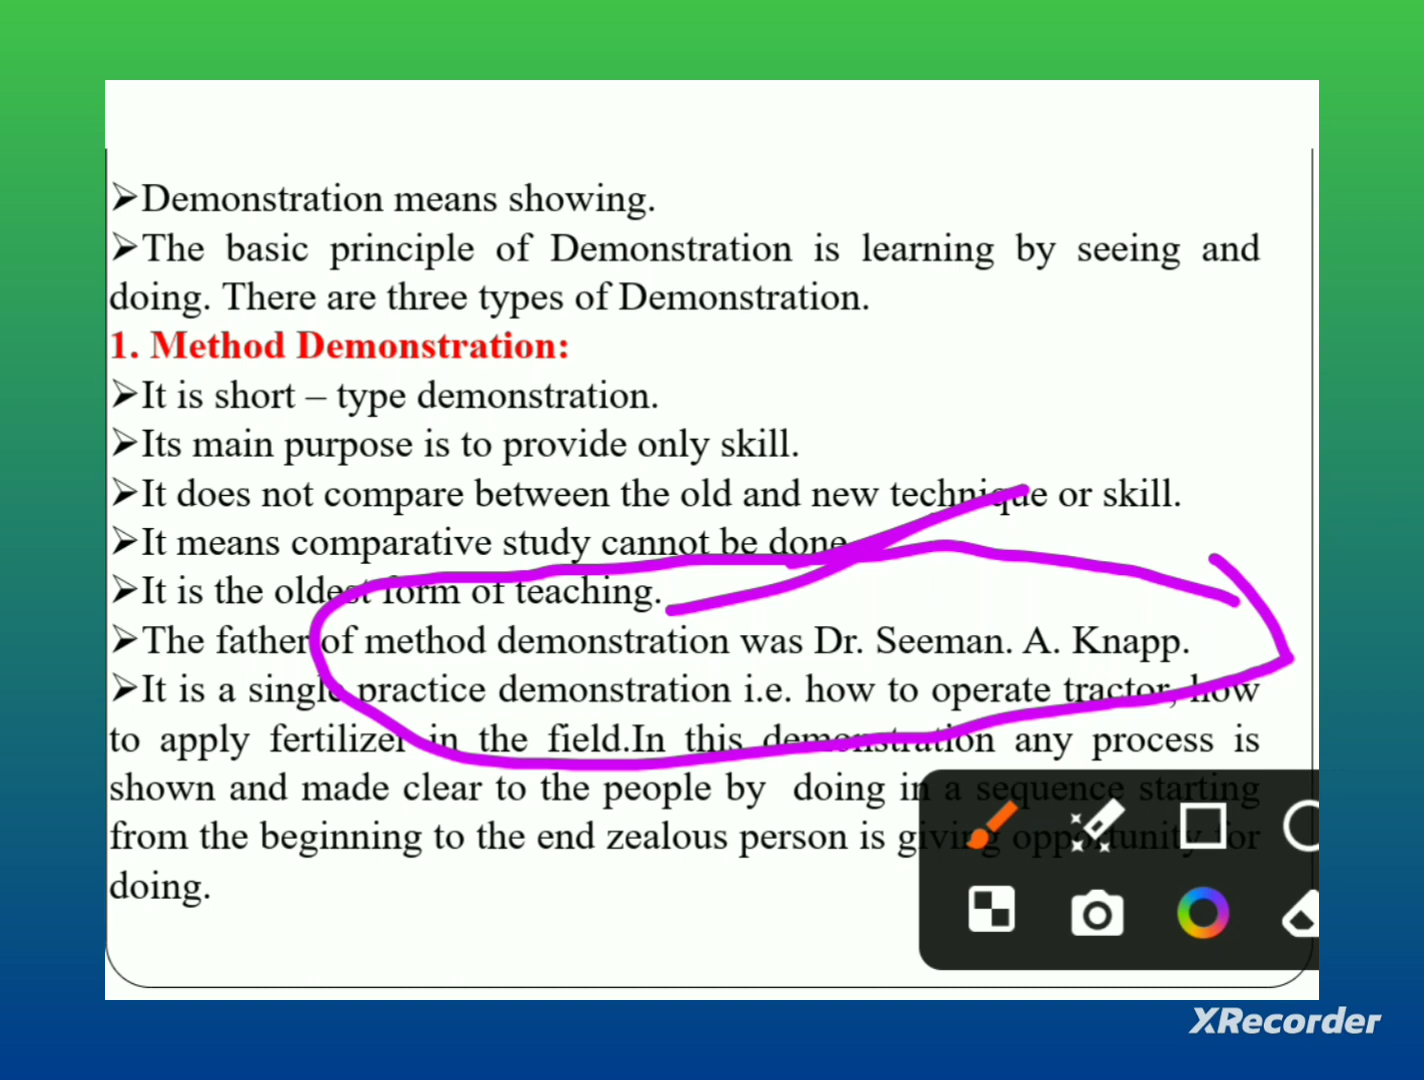 ➢Demonstration means showing.
➢The basic principle of Demonstration is learning by seeing and
doing. There are three types of Demonstration.
1. Method Demonstration:
➢It is short – type demonstration.
➢Its main purpose is to provide only skill.
➢It does not compare between the old and new technique or skill.
➢It means comparative study cannot be done
➢It is the oldest form of teaching.
➢The father of method demonstration was Dr. Seeman. A. Knapp.
➢It is a single practice demonstration i.e. how to operate tractor, how
to apply fertilizer in the field.In this demonstration any process is
shown and made clear to the people by doing in a sequence starting
from the beginning to the end zealous person is giving opportunity for
doing.
XRecorder